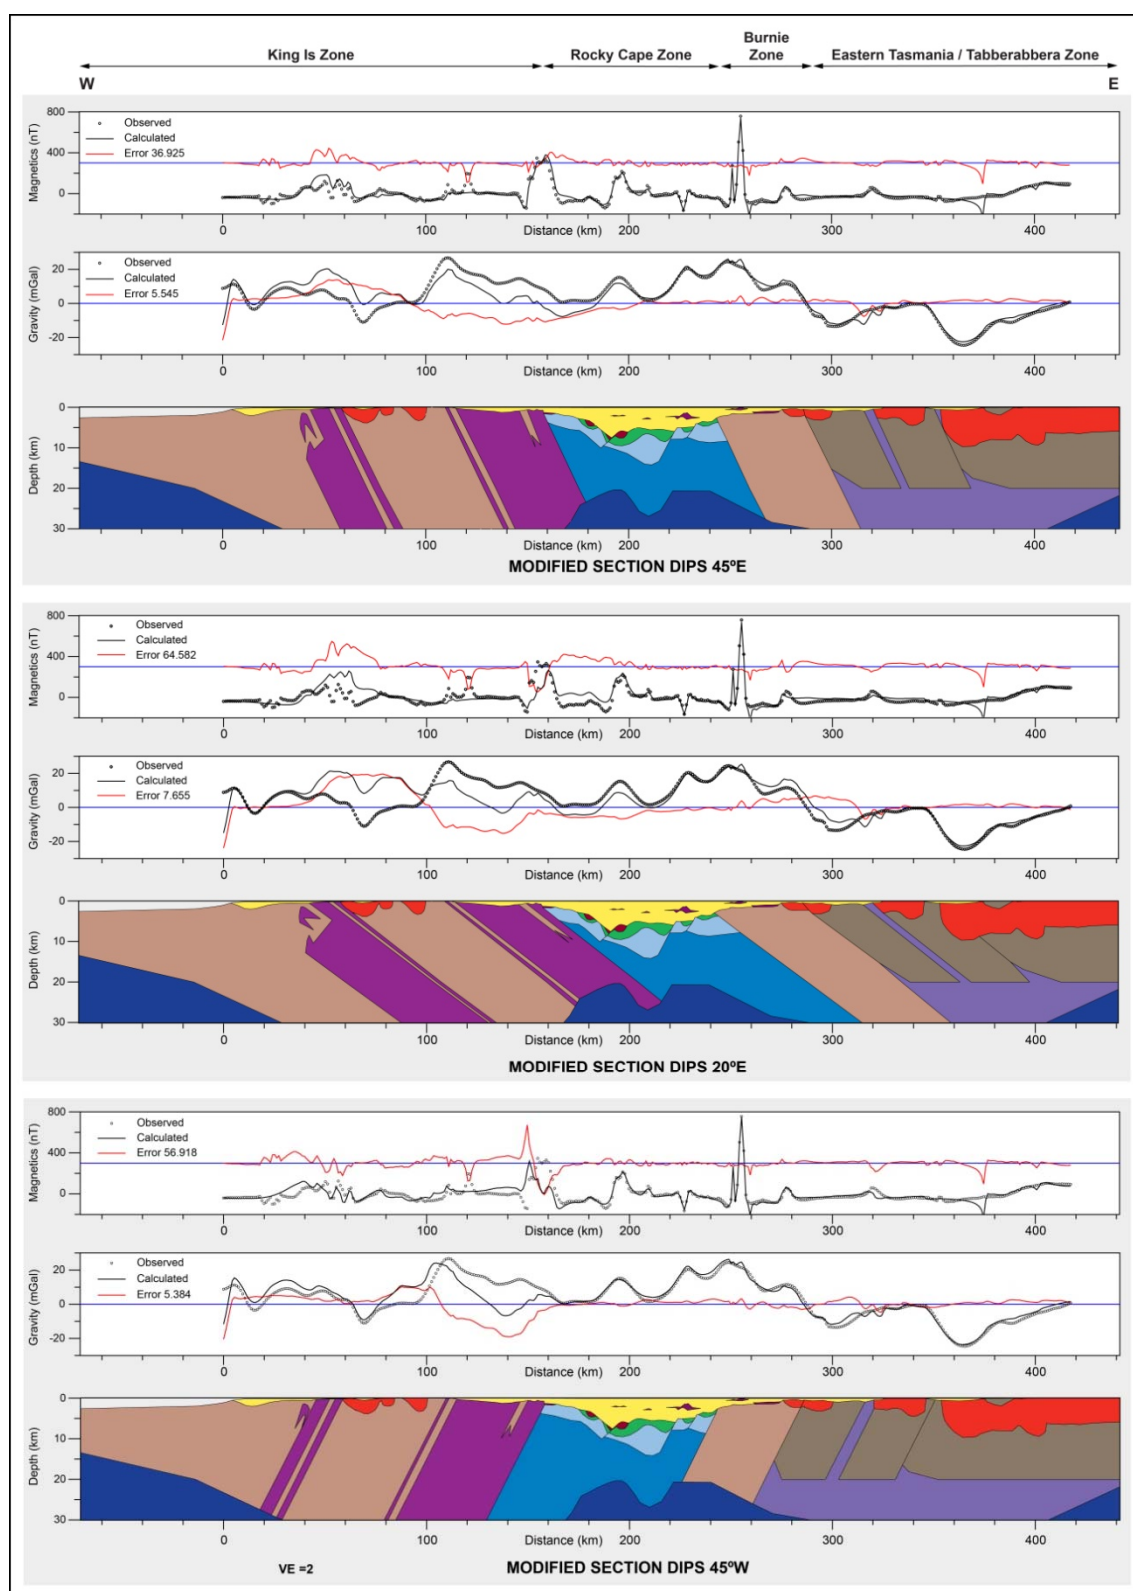 Burnie
King Is Zone Rocky Cape Zone Zone Eastern Tasmania / Tabberabbera Zone
W E
Magnetics (nT)
800
400
0
Observed
Calculated
Error 36.925
0 100 Distance (km) 200 300 400
Gravity (mGal)
20
0
-20
Observed
Calculated
Error 5.545
0 100 Distance (km) 200 300 400
Depth (km)
0
10
20
30
0 100 Distance (km) 200 300 400
MODIFIED SECTION DIPS 45ºE
Magnetics (nT)
800
400
0
Observed
Calculated
Error 64.582
0 100 Distance (km) 200 300 400
Gravity (mGal)
20
0
-20
Observed
Calculated
Error 7.655
0 100 Distance (km) 200 300 400
Depth (km)
0
10
20
30
0 100 Distance (km) 200 300 400
MODIFIED SECTION DIPS 20ºE
Magnetics (nT)
800
400
0
Observed
Calculated
Error 56.918
0 100 Distance (km) 200 300 400
Gravity (mGal)
20
0
-20
Observed
Calculated
Error 5.384
0 100 Distance (km) 200 300 400
Depth (km)
0
10
20
30
0 100 Distance (km) 200 300 400
VE =2 MODIFIED SECTION DIPS 45ºW